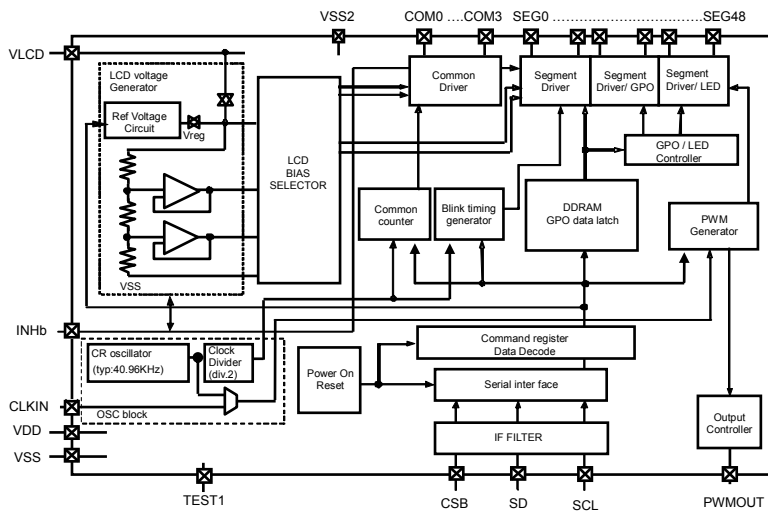 VSS2
COM0 ....COM3
SEG0 ........................SEG48
VLCD
LCD voltage
Generator
Ref Voltage
Circuit
Vreg
VSS
LCD
BIAS
SELECTOR
Common
Driver
Segment
Driver
Segment
Driver/ GPO
Segment
Driver/ LED
GPO / LED
Controller
Common
counter
Blink timing
generator
DDRAM
GPO data latch
PWM
Generator
INHb
CR oscillator
(typ:40.96KHz)
Clock
Divider
(div.2)
OSC block
Power On
Reset
Command register
Data Decode
Serial inter face
IF FILTER
Output
Controller
CLKIN
VDD
VSS
TEST1
CSB
SD
SCL
PWMOUT